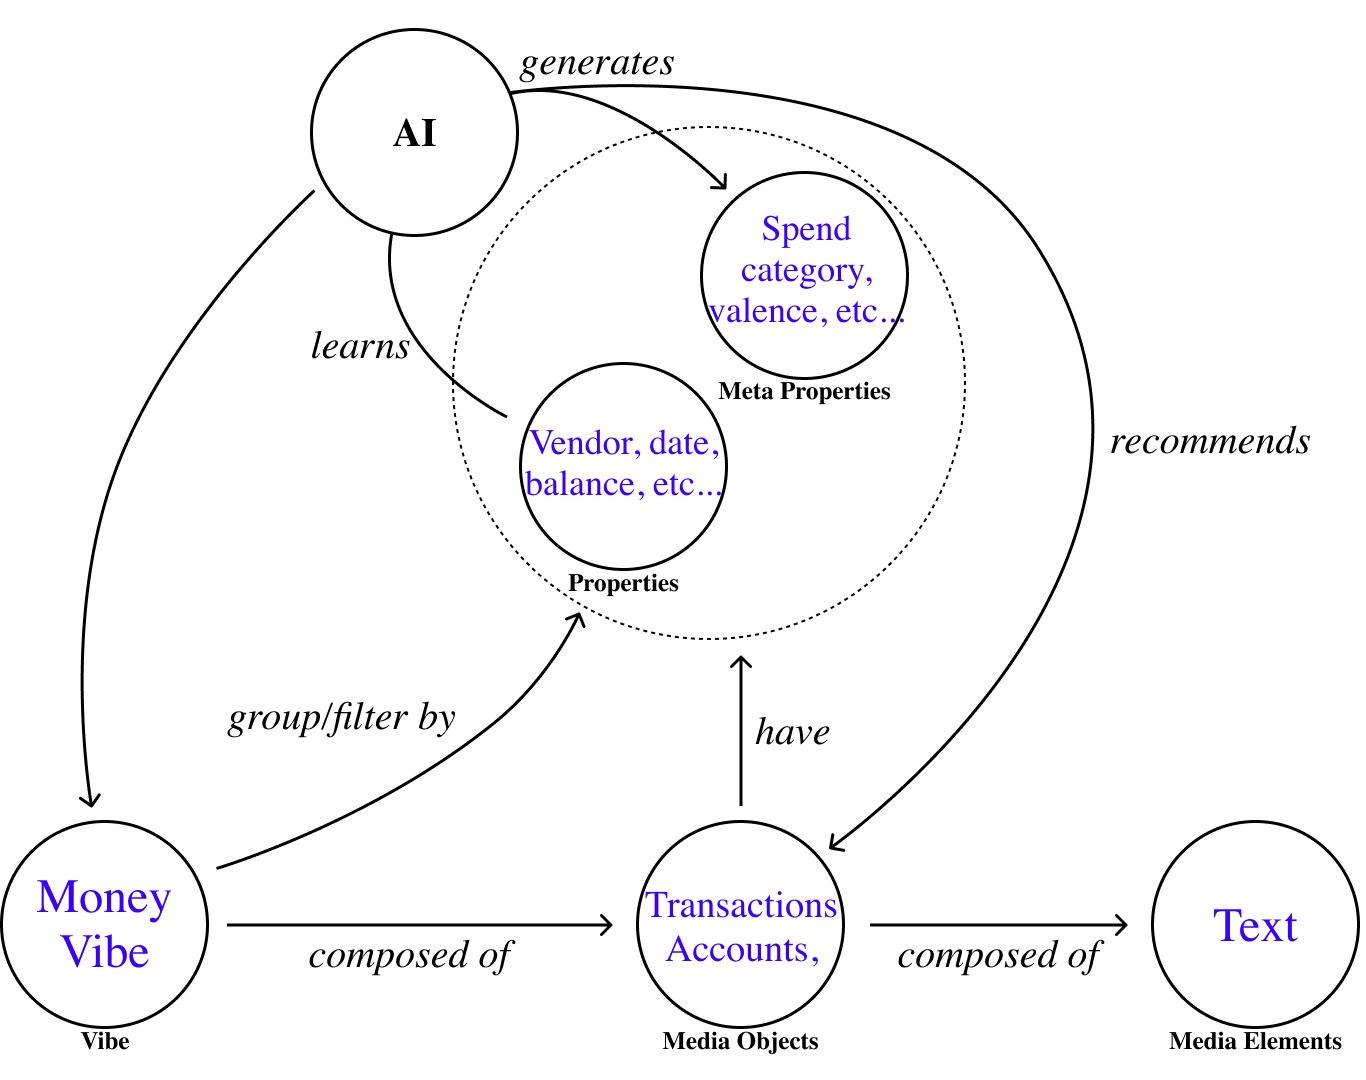 generates
AI
Spend
category,
valence, etc...
learns
Meta Properties
recommends
Vendor, date,
balance, etc...
Properties
group/filter by
have
Money
Vibe
composed of
Transactions
Accounts,
composed of
Text
Vibe
Media Objects
Media Elements